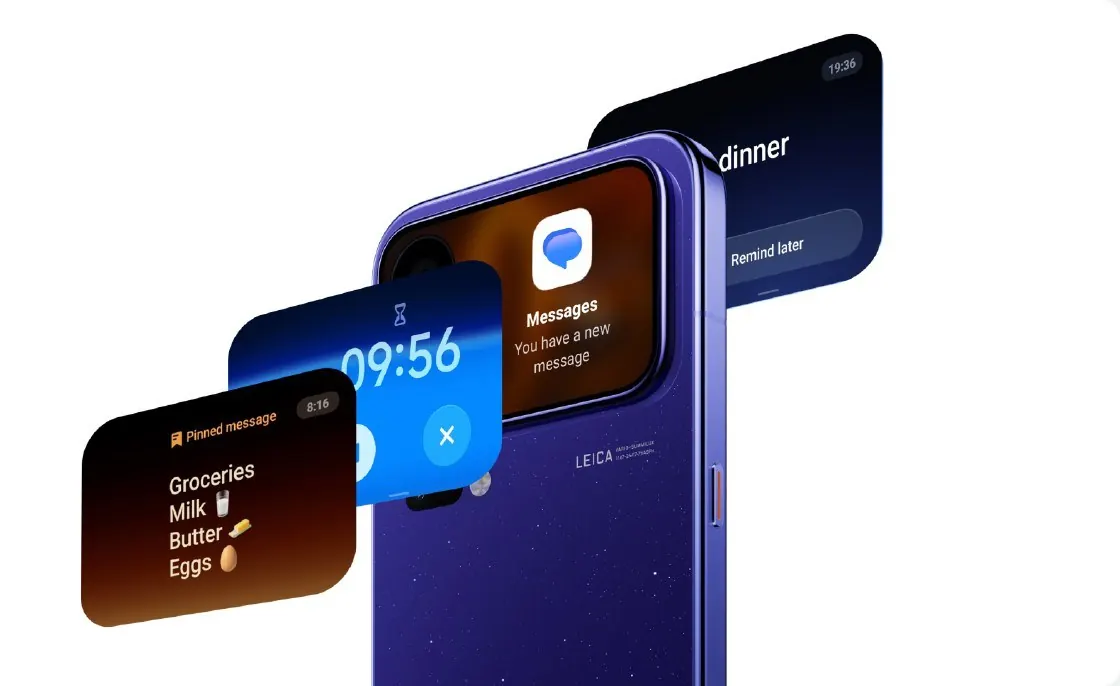 19:36
dinner
Remind later
Messages
You have a new
message
09:56
Pinned message
8:16
Groceries
Milk
Butter
Eggs
LEICA